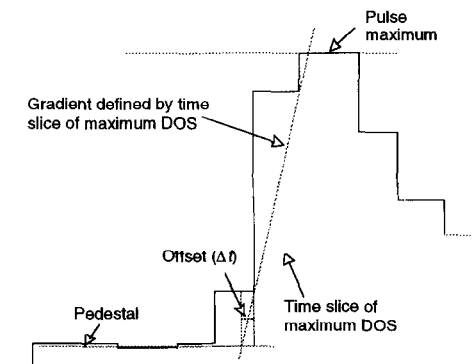 Pulse
maximum
Gradient defined by time
slice of maximum DOS
Offset (Δt)
Time slice of
maximum DOS
Pedestal